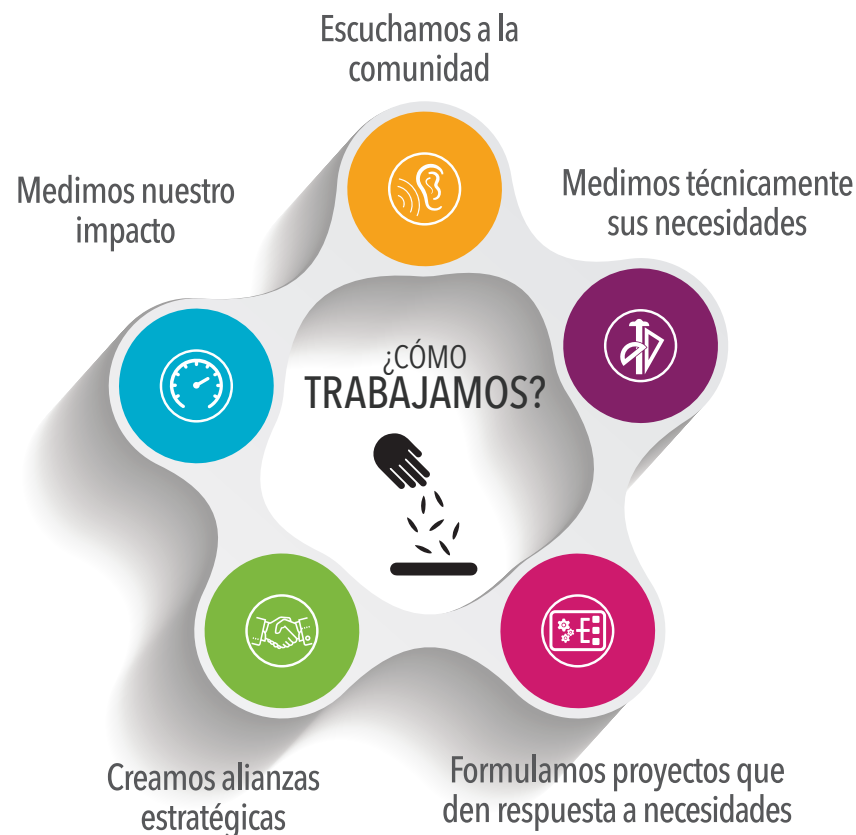 Escuchamos a la
comunidad
Medimos nuestro
impacto
Medimos técnicamente
sus necesidades
¿CÓMO
TRABAJAMOS?
Creamos alianzas
estratégicas
Formulamos proyectos que
den respuesta a necesidades